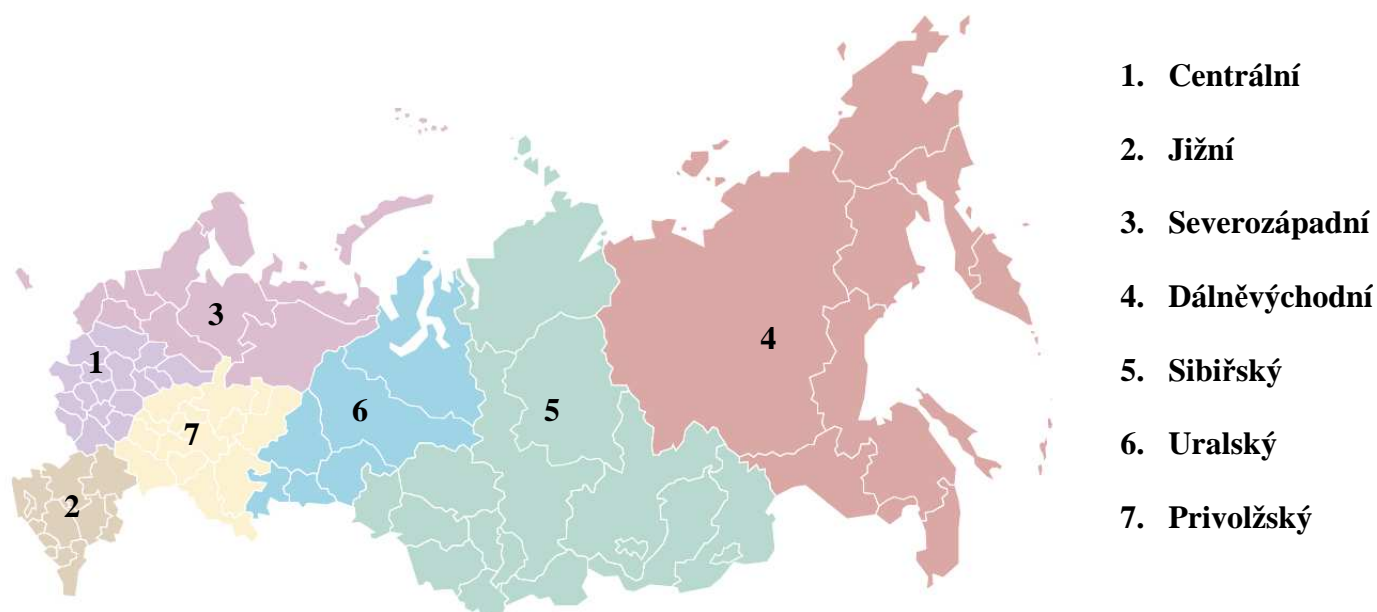 1. Centrální
2. Jižní
3. Severozápadní
4. Dálněvýchodní
5. Sibiřský
6. Uralský
7. Privolžský
3
1
4
6
5
7
2